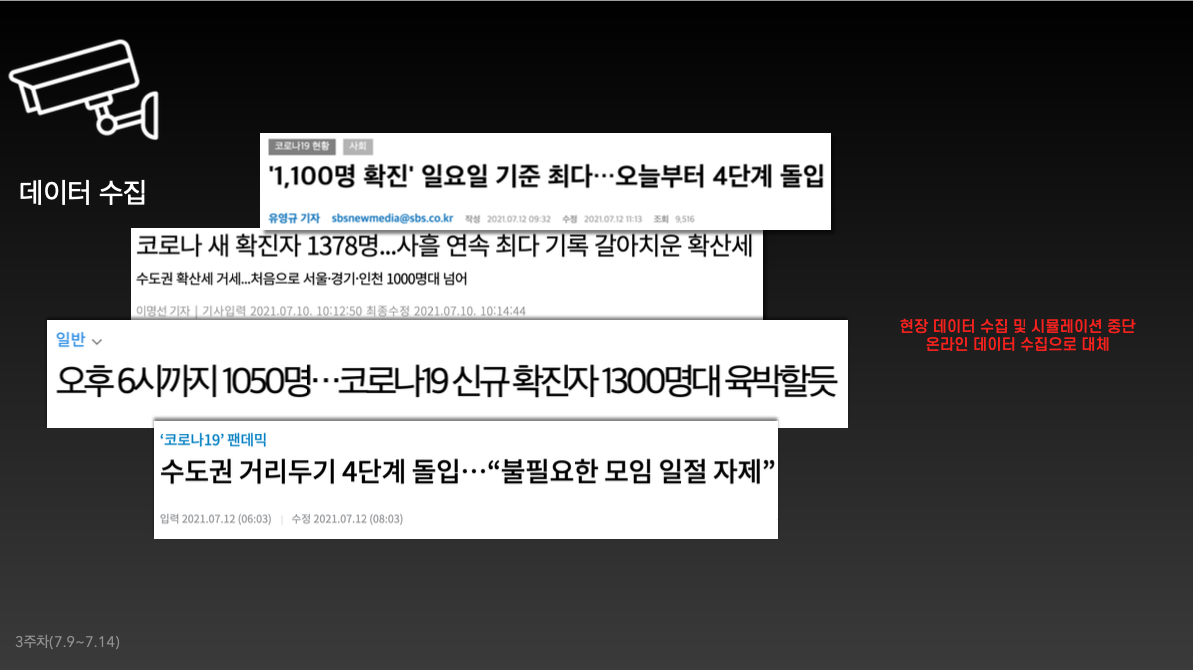 데이터 수집
코로나19 현황 사회
'1,100명 확진' 일요일 기준 최다…오늘부터 4단계 돌입
유영규 기자 sbsnewmedia@sbs.co.kr 작성 2021.07.12 09:32 수정 2021.07.12 11:13 조회 9,516
코로나 새 확진자 1378명...사흘 연속 최다 기록 갈아치운 확산세
수도권 확산세 거세...처음으로 서울·경기·인천 1000명대 넘어
이명선 기자 | 기사입력 2021.07.10. 10:12:50 최종수정 2021.07.10. 10:14:44
일반
오후 6시까지 1050명…코로나19 신규 확진자 1300명대 육박할듯
‘코로나19’ 팬데믹
수도권 거리두기 4단계 돌입…“불필요한 모임 일절 자제”
입력 2021.07.12 (06:03) | 수정 2021.07.12 (08:03)
현장 데이터 수집 및 시뮬레이션 중단
온라인 데이터 수집으로 대체
3주차(7.9~7.14)